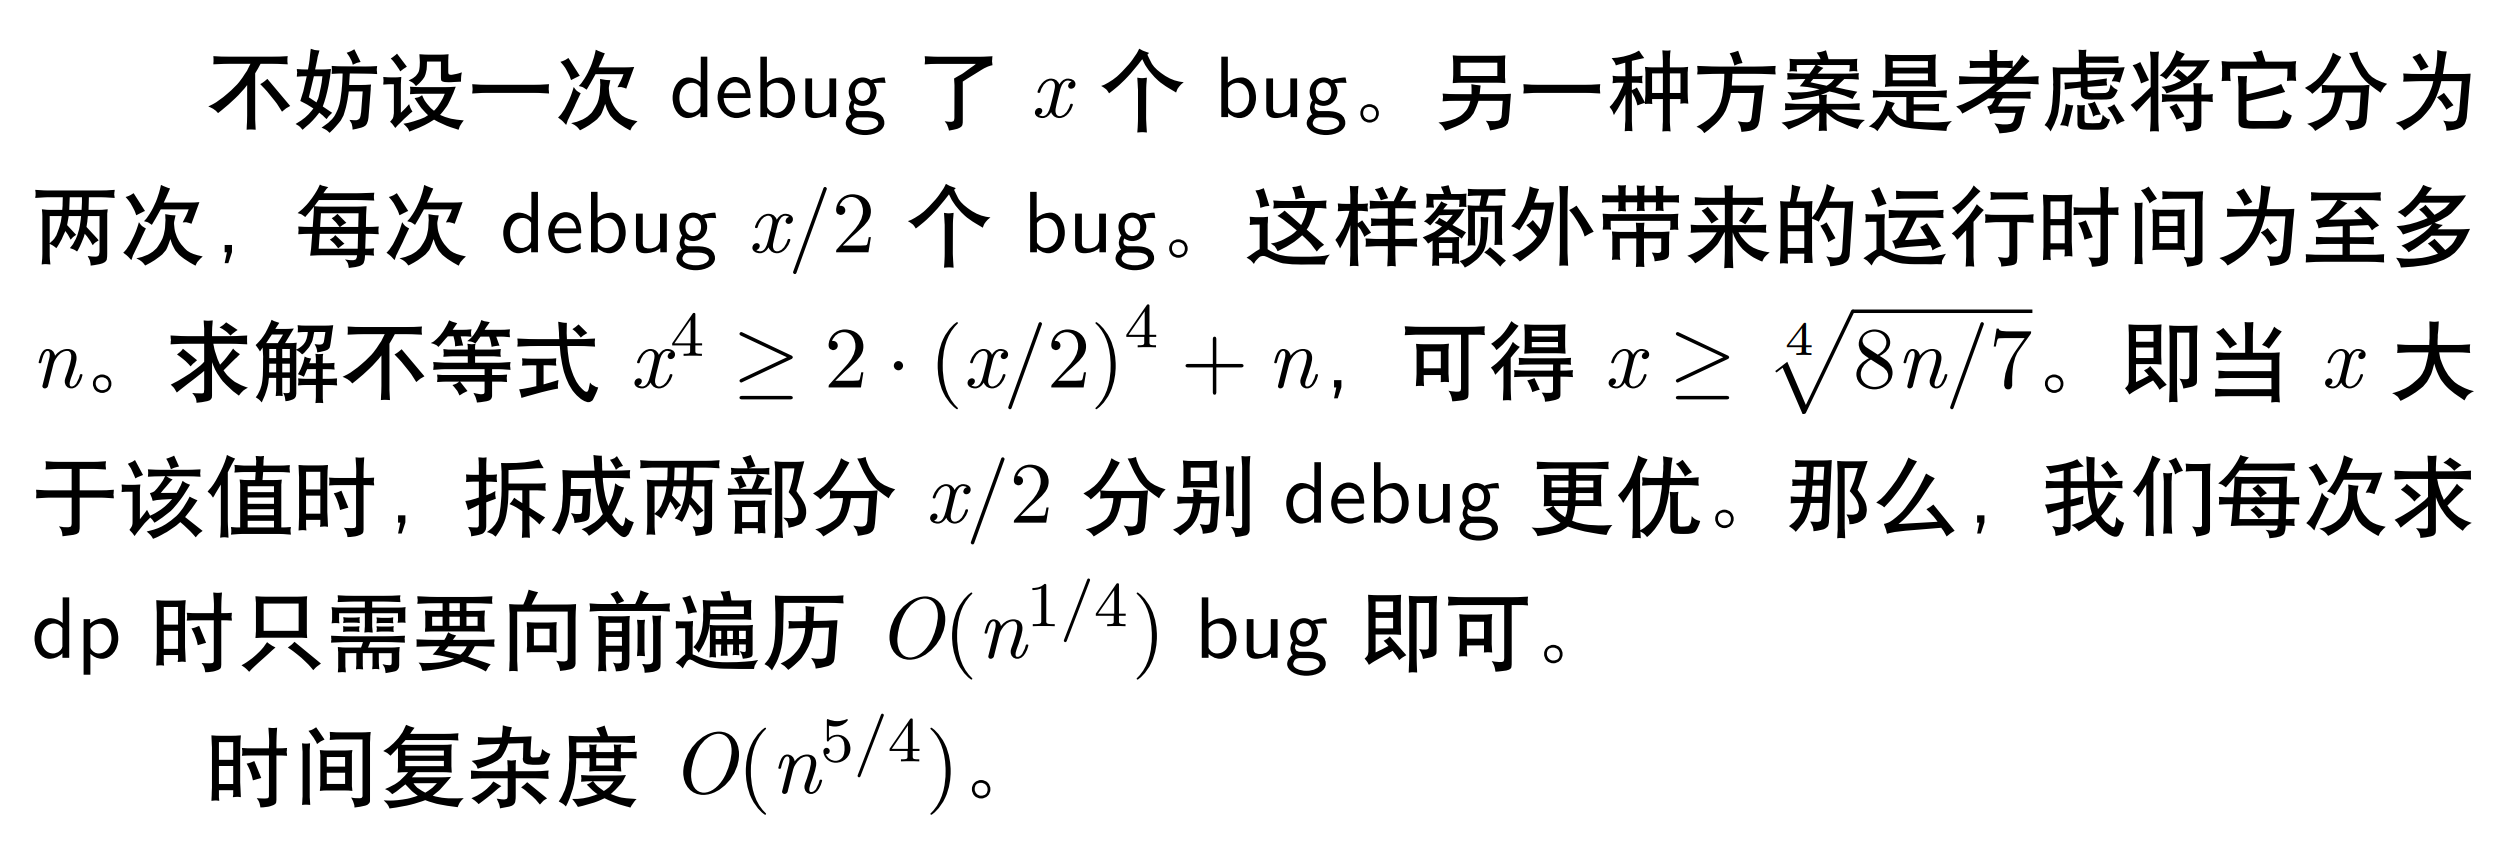 不妨设一次 debug 了 $x$ 个 bug。另一种方案是考虑将它分为
两次，每次 debug $x/2$ 个 bug。这样额外带来的行走时间至多
$n$。求解不等式 $x^4 \geq 2 \cdot (x/2)^4 + n$，可得 $x \geq \sqrt[4]{8n/7}$。即当 $x$ 大
于该值时，拆成两部分 $x/2$ 分别 debug 更优。那么，我们每次
dp 时只需要向前遍历 $O(n^{1/4})$ bug 即可。
时间复杂度 $O(n^{5/4})$。